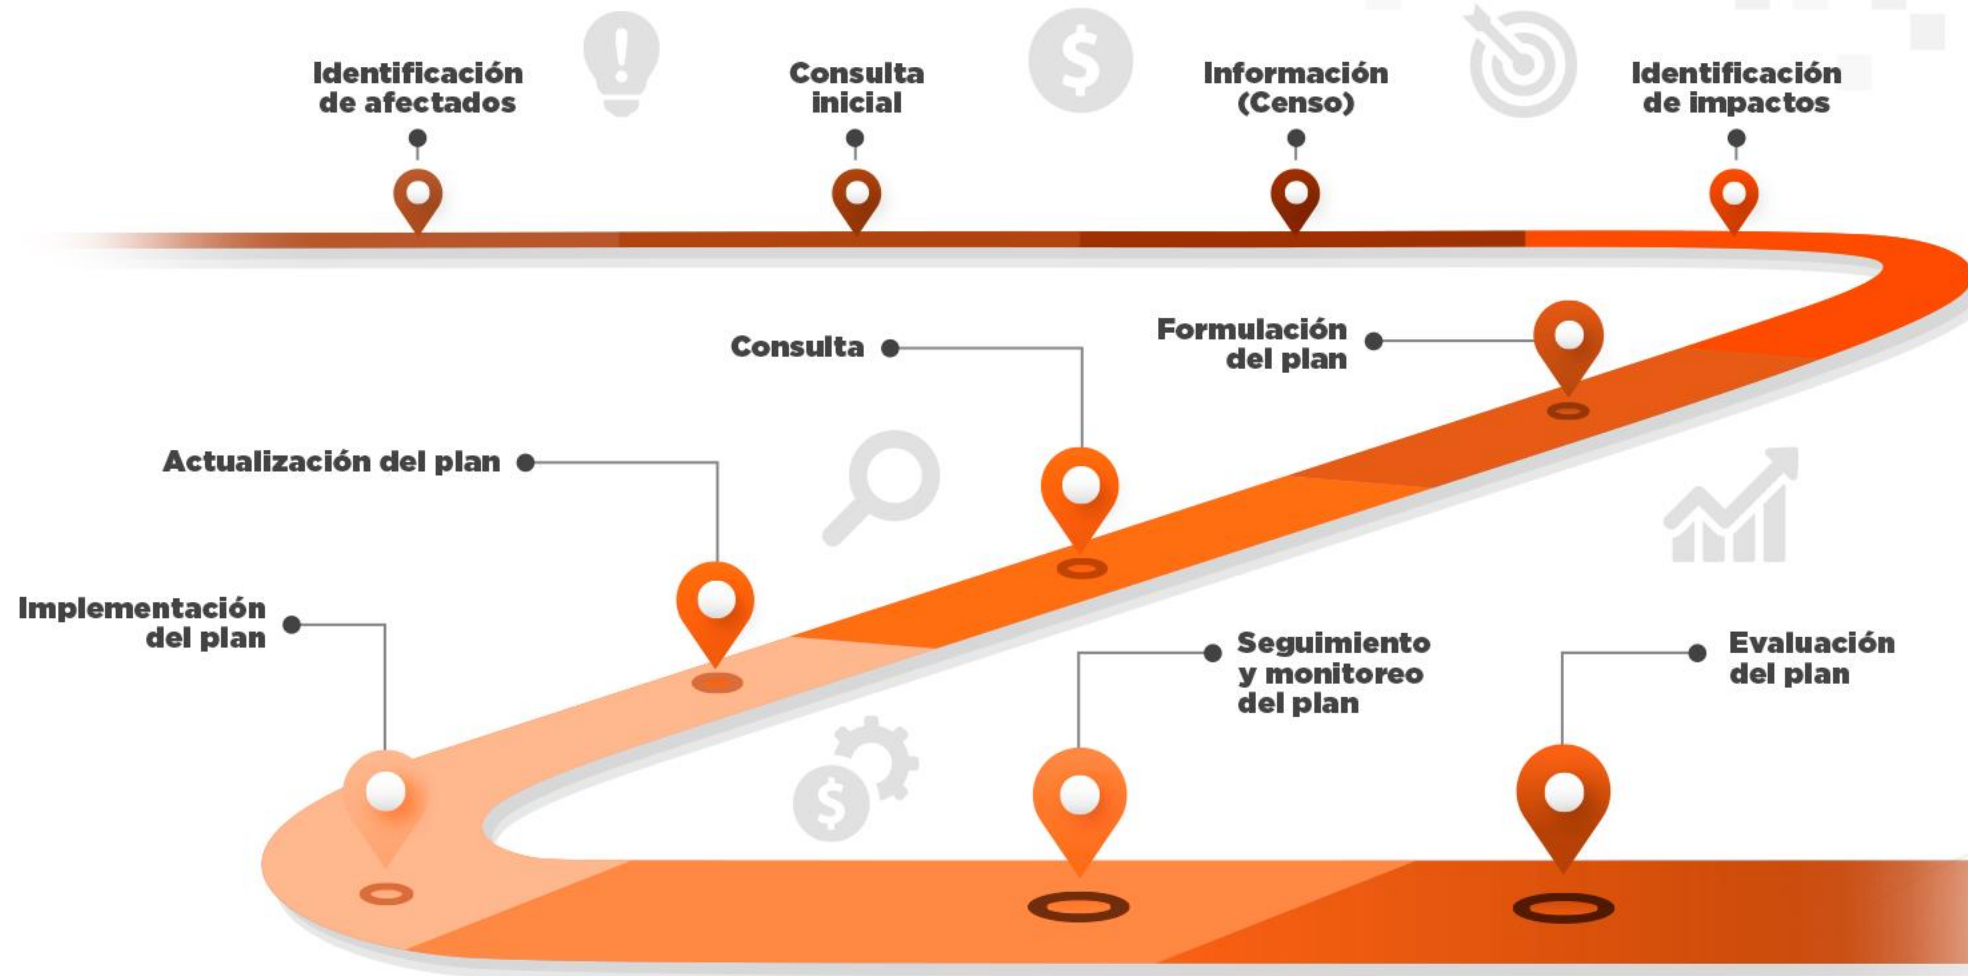 Identificación
de afectados
Consulta
inicial
Información
(Censo)
Identificación
de impactos
Formulación
del plan
Consulta
Actualización del plan
Implementación
del plan
Seguimiento
y monitoreo
del plan
Evaluación
del plan